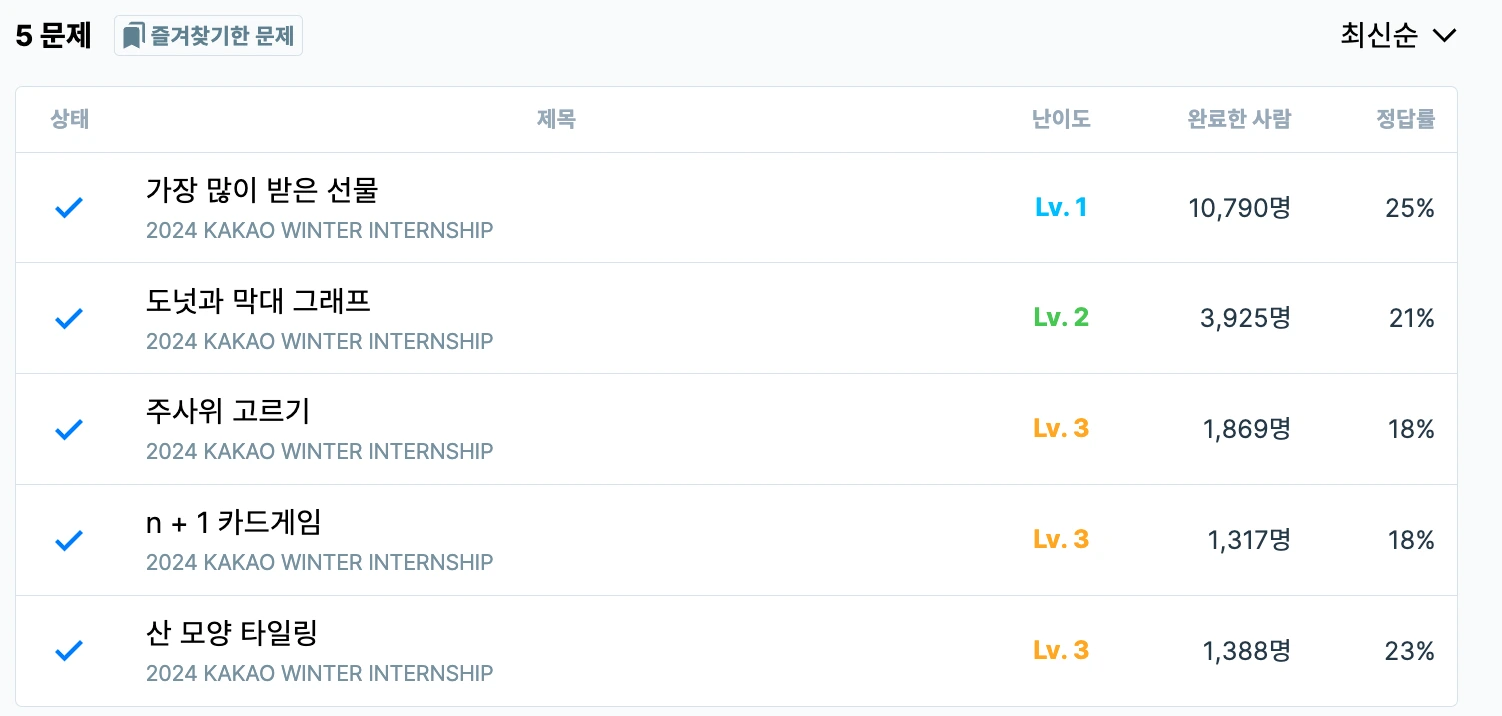 5 문제 즐겨찾기한 문제 최신순
상태 제목 난이도 완료한 사람 정답률
가장 많이 받은 선물
2024 KAKAO WINTER INTERNSHIP
Lv. 1 10,790명 25%
도넛과 막대 그래프
2024 KAKAO WINTER INTERNSHIP
Lv. 2 3,925명 21%
주사위 고르기
2024 KAKAO WINTER INTERNSHIP
Lv. 3 1,869명 18%
n + 1 카드게임
2024 KAKAO WINTER INTERNSHIP
Lv. 3 1,317명 18%
산 모양 타일링
2024 KAKAO WINTER INTERNSHIP
Lv. 3 1,388명 23%